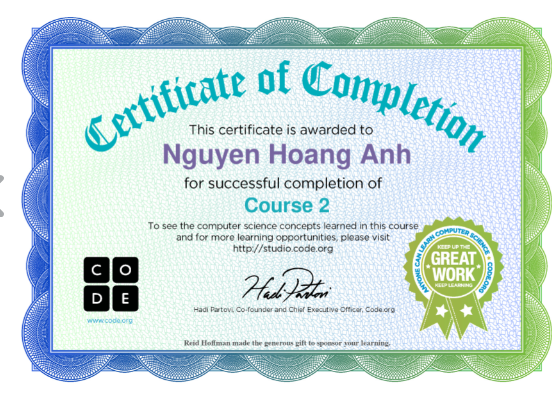 Certificate of Completion
This certificate is awarded to
Nguyen Hoang Anh
for successful completion of
Course 2
To see the computer science concepts learned in this course
and for more learning opportunities, please visit
http://studio.code.org
C O
D E
www.code.org
Hadi Partovi
Hadi Partovi, Co-founder and Chief Executive Officer, Code.org
ANYONE CAN LEARN COMPUTER SCIENCE
CODE.ORG
KEEP UP THE
GREAT
WORK
KEEP LEARNING
Reid Hoffman made the generous gift to sponsor your learning.